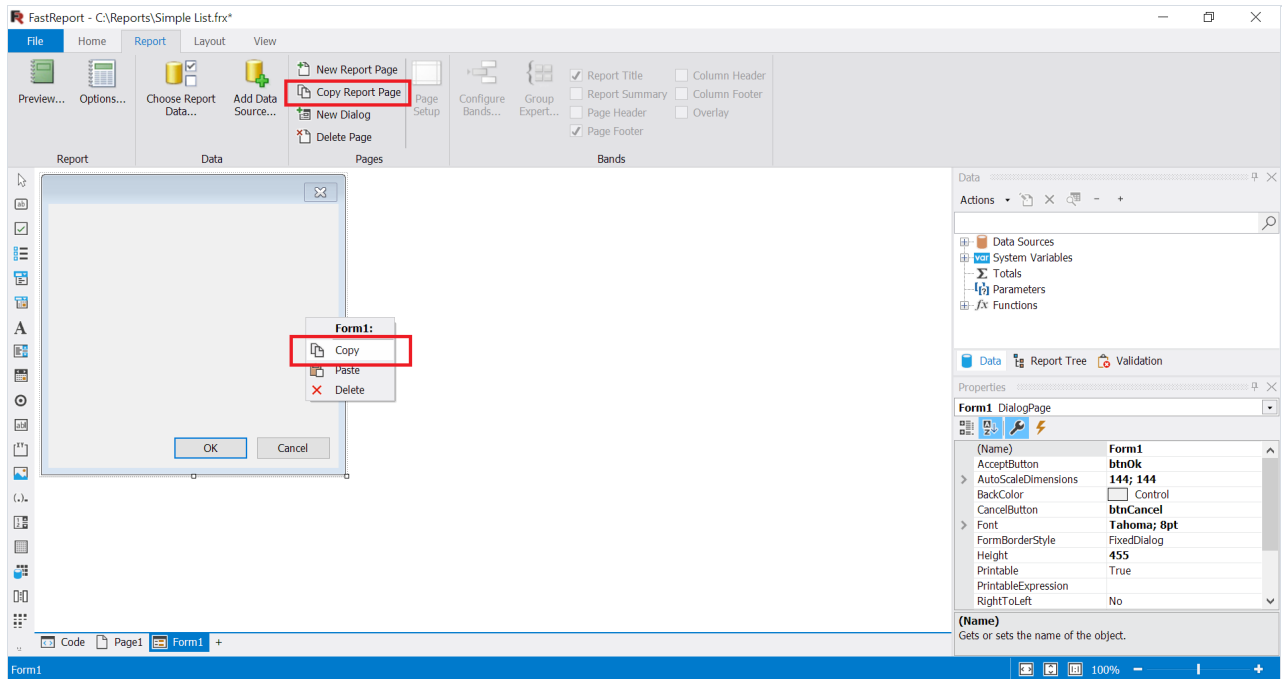 FastReport - C:\Reports\Simple List.frx*
File Home Report Layout View
Preview...
Options...
Report
Choose Report
Data...
Add Data
Source...
Data
New Report Page
Copy Report Page
New Dialog
Delete Page
Page
Setup
Pages
Configure
Bands...
Group
Expert...
Report Title
Report Summary
Page Header
Page Footer
Column Header
Column Footer
Overlay
Bands
Form1:
Copy
Paste
Delete
OK Cancel
Data
Actions
Data Sources
var System Variables
Totals
Parameters
fx Functions
Data Report Tree Validation
Properties
Form1 DialogPage
(Name) Form1
AcceptButton btnOk
AutoScaleDimensions 144; 144
BackColor Control
CancelButton btnCancel
Font Tahoma; 8pt
FormBorderStyle FixedDialog
Height 455
Printable True
PrintableExpression
RightToLeft No
(Name)
Gets or sets the name of the object.
Code Page1 Form1 +
Form1
100%